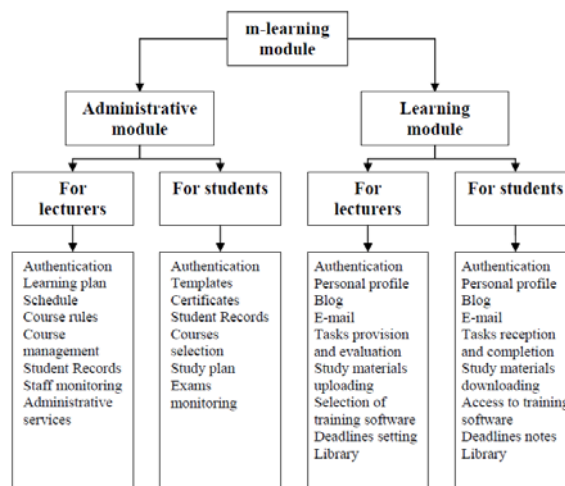 m-learning
module
Administrative
module
Learning
module
For
lecturers
For students
For
lecturers
For students
Authentication
Learning plan
Schedule
Course rules
Course
management
Student Records
Staff monitoring
Administrative
services
Authentication
Templates
Certificates
Student Records
Courses
selection
Study plan
Exams
monitoring
Authentication
Personal profile
Blog
E-mail
Tasks provision
and evaluation
Study materials
uploading
Selection of
training software
Deadlines setting
Library
Authentication
Personal profile
Blog
E-mail
Tasks reception
and completion
Study materials
downloading
Access to training
software
Deadlines notes
Library